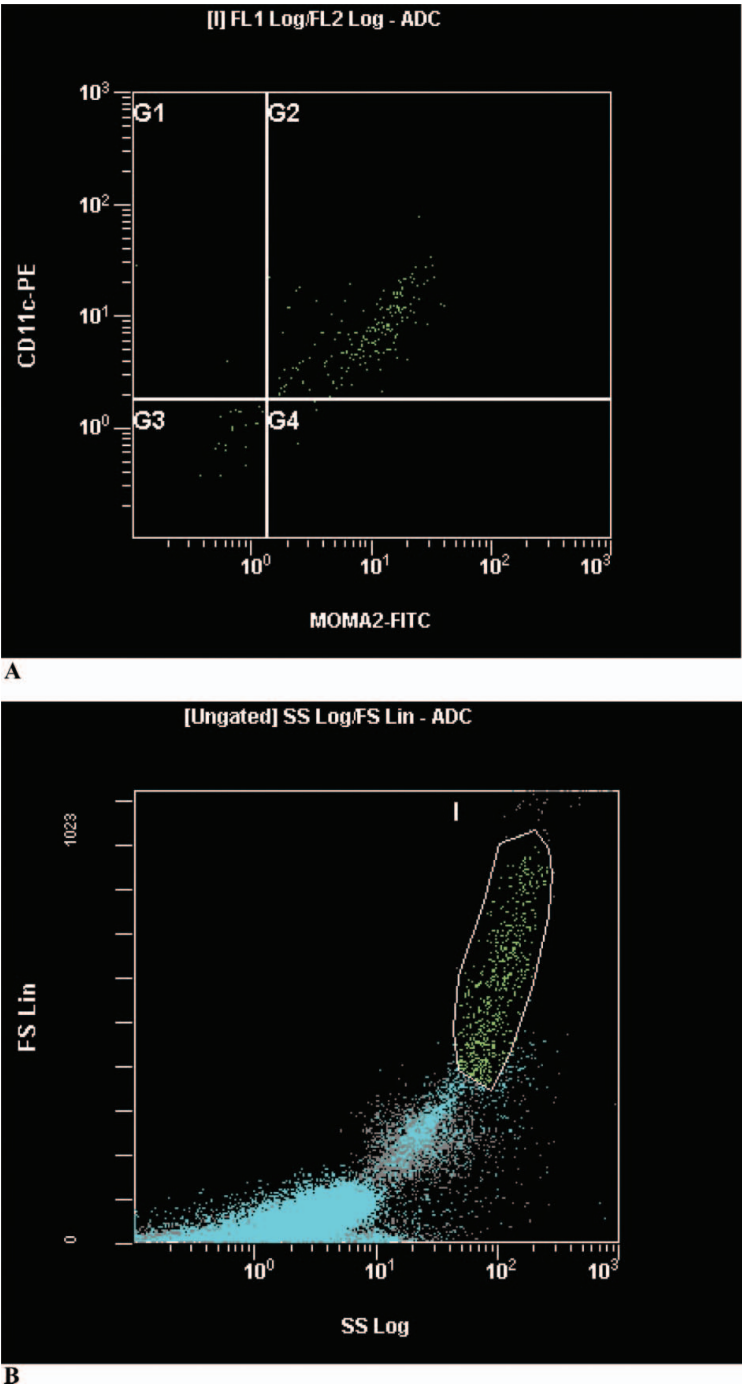 [I] FL1 Log/FL2 Log - ADC
10³
G1 G2
10²
CD11c-PE
10¹
10⁰
G3 G4
10⁰ 10¹ 10² 10³
MOMA2-FITC
A
[Ungated] SS Log/FS Lin - ADC
I
1023
FS Lin
0
10⁰ 10¹ 10² 10³
SS Log
B